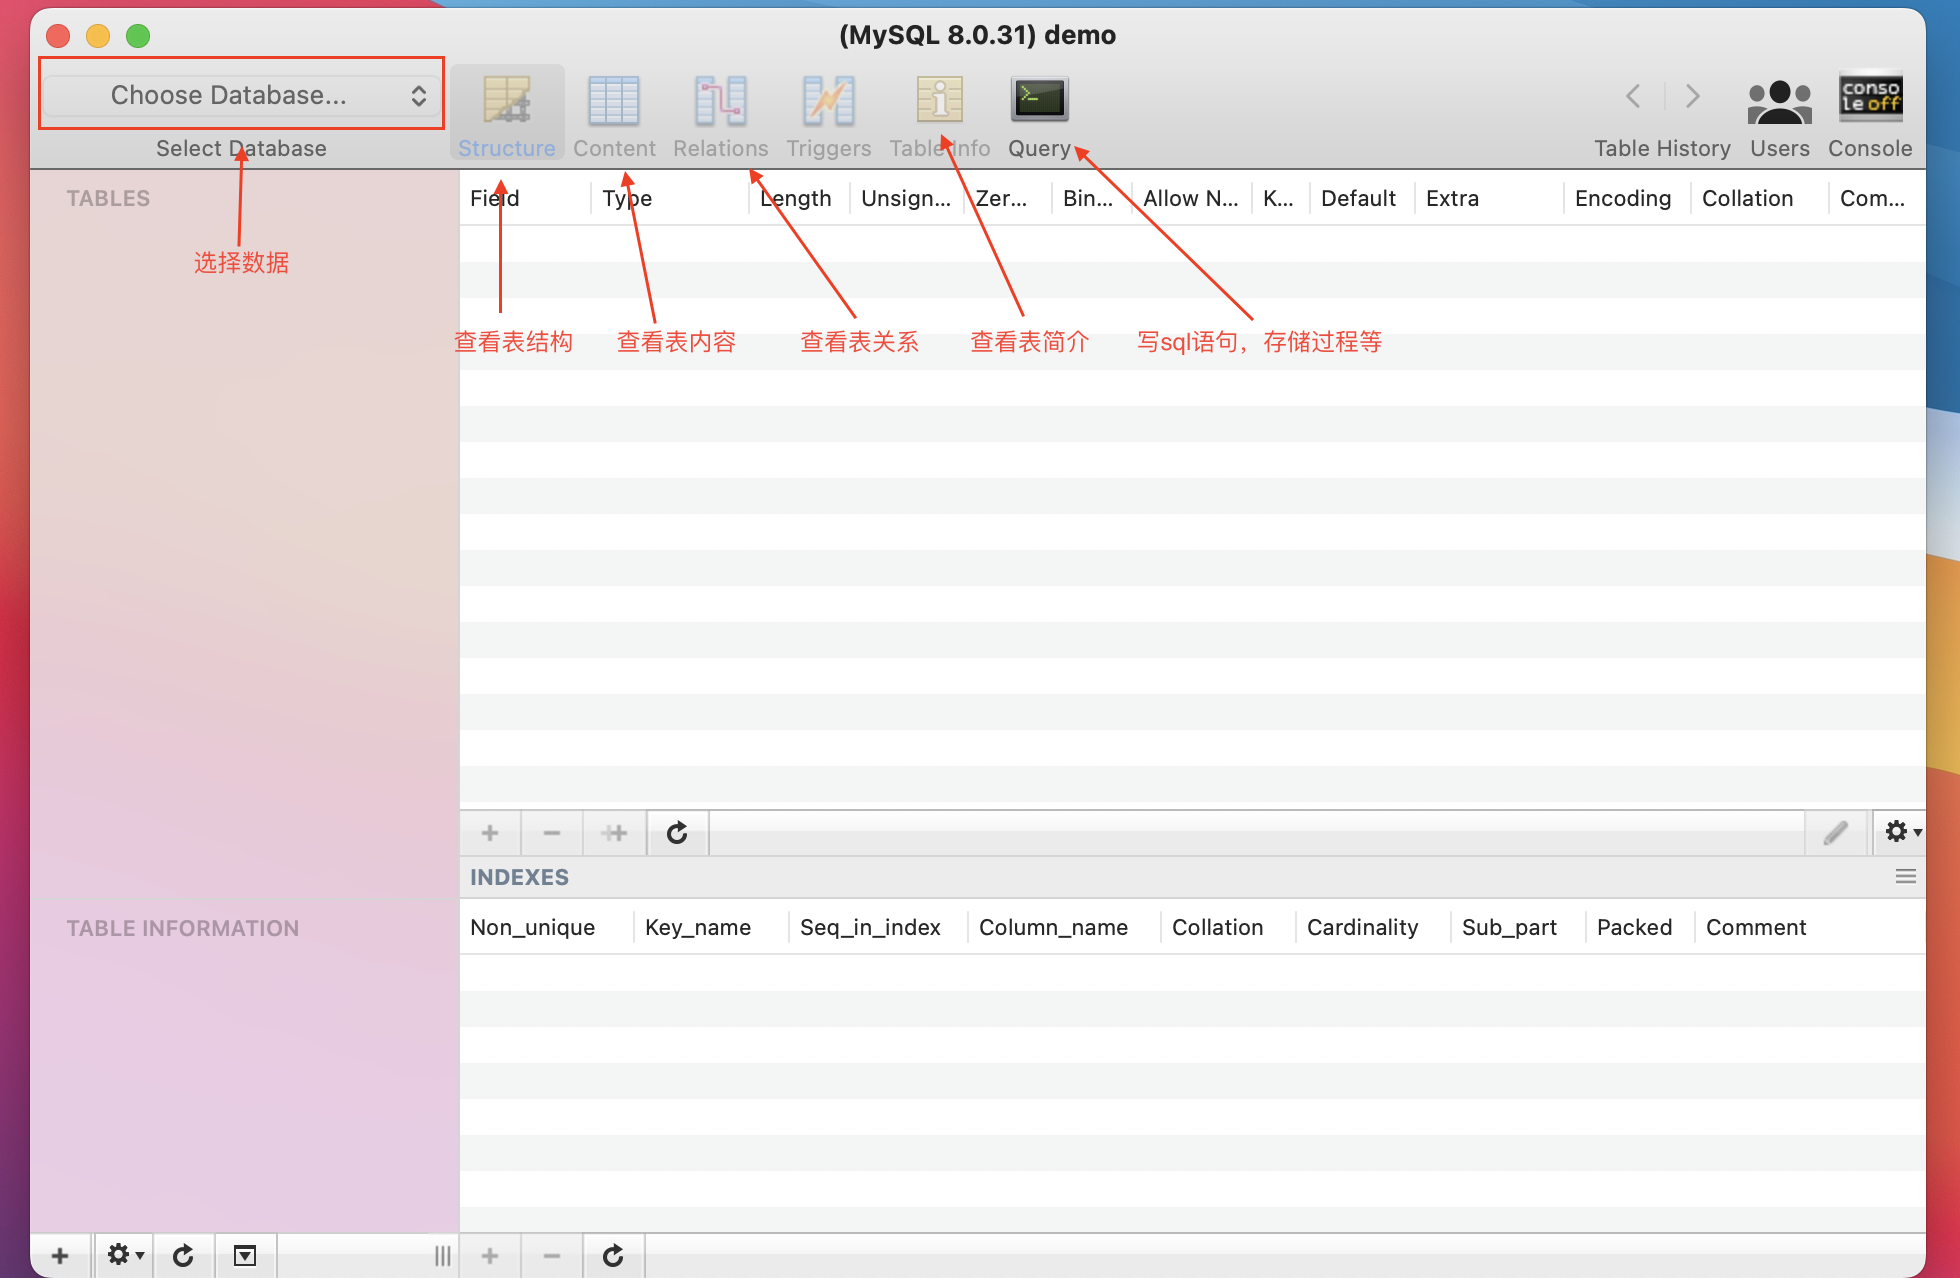 (MySQL 8.0.31) demo
Choose Database...
conso
le off
Select Database
Structure Content Relations Triggers Table Info Query
Table History Users Console
TABLES
Field Type Length Unsign... Zer... Bin... Allow N... K... Default Extra Encoding Collation Com...
选择数据
查看表结构 查看表内容 查看表关系 查看表简介 写sql语句，存储过程等
INDEXES
TABLE INFORMATION
Non_unique Key_name Seq_in_index Column_name Collation Cardinality Sub_part Packed Comment